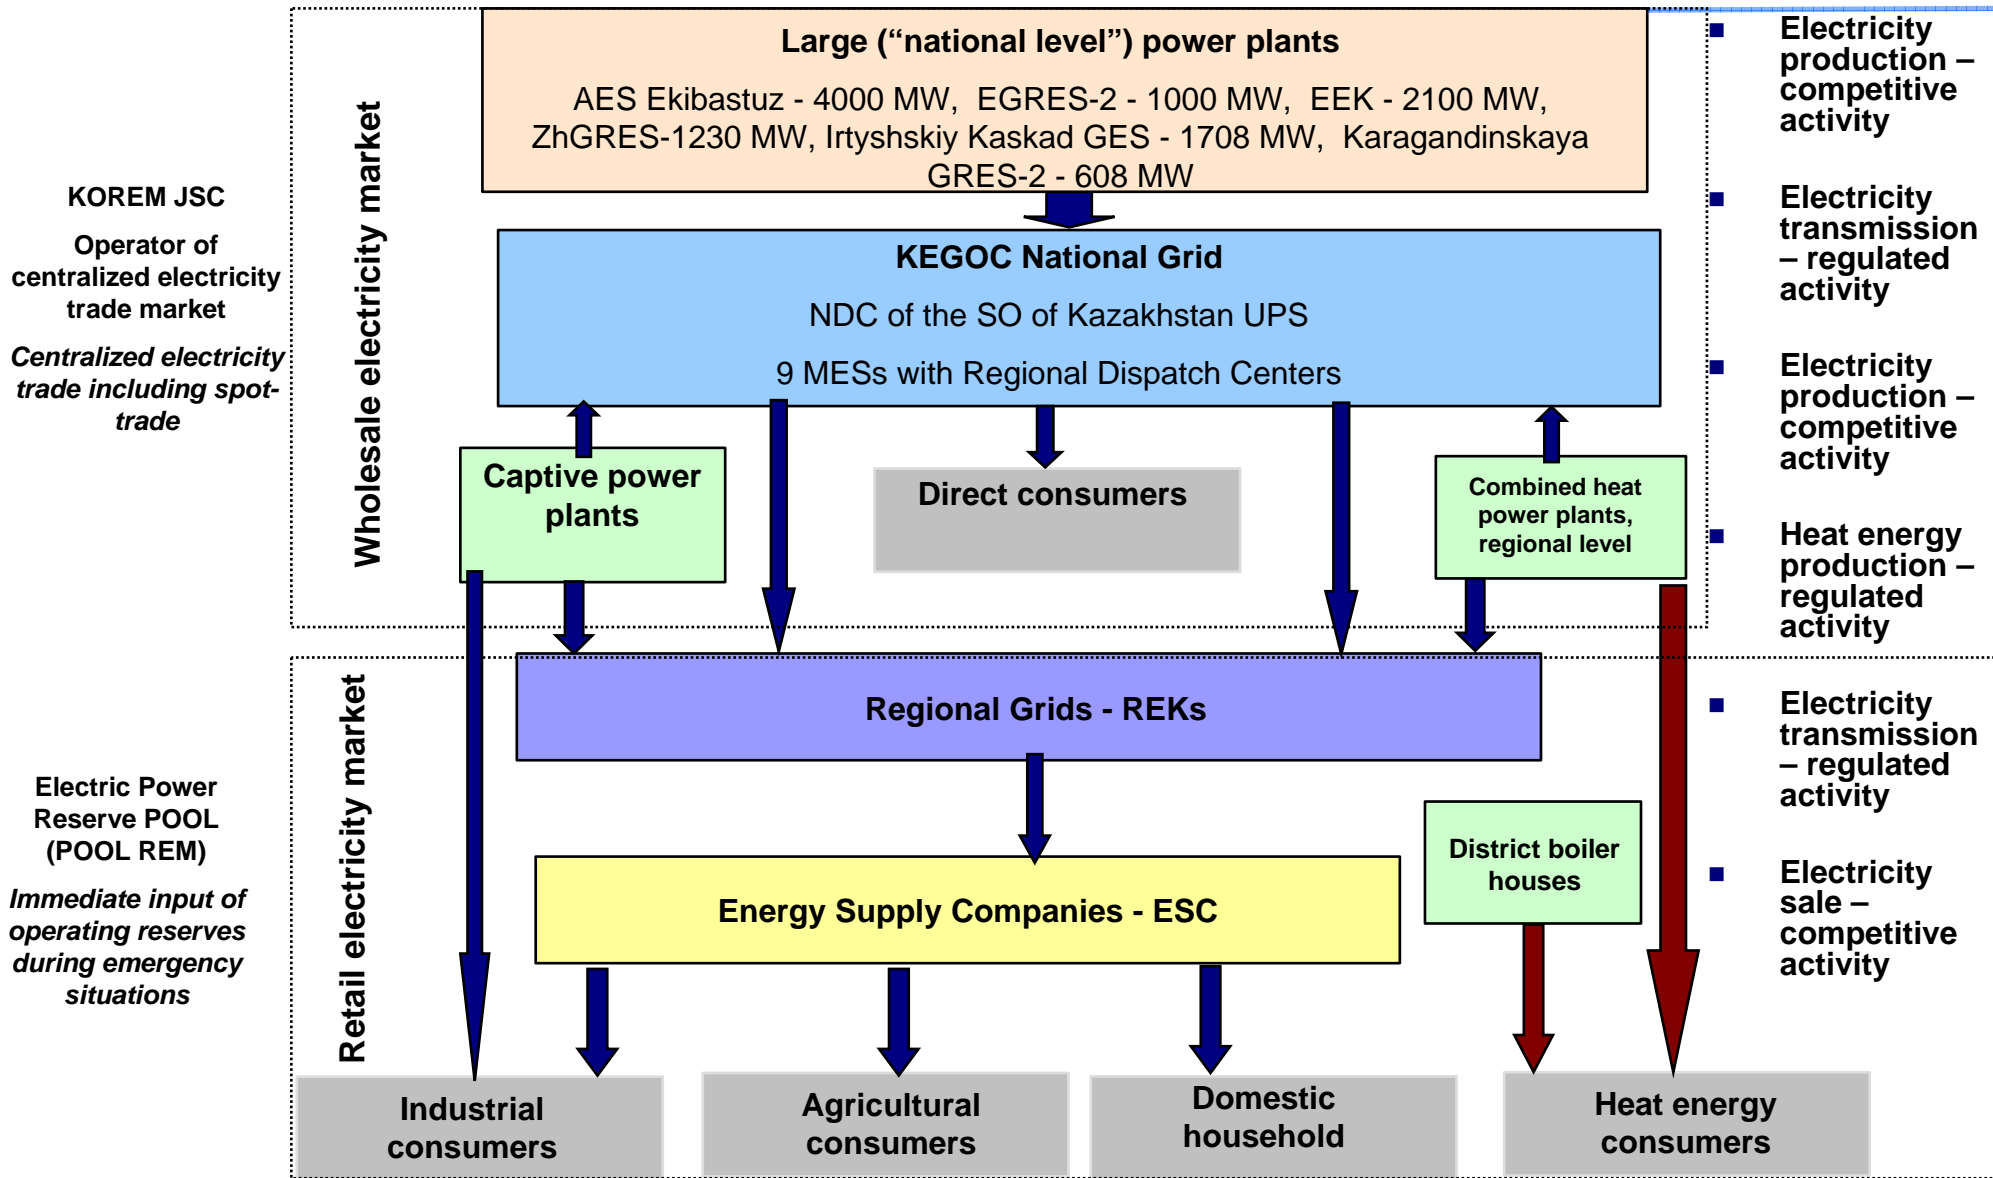 Large (“national level”) power plants
AES Ekibastuz - 4000 MW,  EGRES-2 - 1000 MW,  EEK - 2100 MW,
ZhGRES-1230 MW, Irtyshskiy Kaskad GES - 1708 MW,  Karagandinskaya
GRES-2 - 608 MW
Wholesale electricity market
KOREM JSC
Operator of
centralized electricity
trade market
Centralized electricity
trade including spot-
trade
KEGOC National Grid
NDC of the SO of Kazakhstan UPS
9 MESs with Regional Dispatch Centers
Captive power
plants
Direct consumers
Combined heat
power plants,
regional level
Retail electricity market
Electric Power
Reserve POOL
(POOL REM)
Immediate input of
operating reserves
during emergency
situations
Regional Grids - REKs
Energy Supply Companies - ESC
District boiler
houses
Industrial
consumers
Agricultural
consumers
Domestic
household
Heat energy
consumers
Electricity
production –
competitive
activity
Electricity
transmission
– regulated
activity
Electricity
production –
competitive
activity
Heat energy
production –
regulated
activity
Electricity
transmission
– regulated
activity
Electricity
sale –
competitive
activity